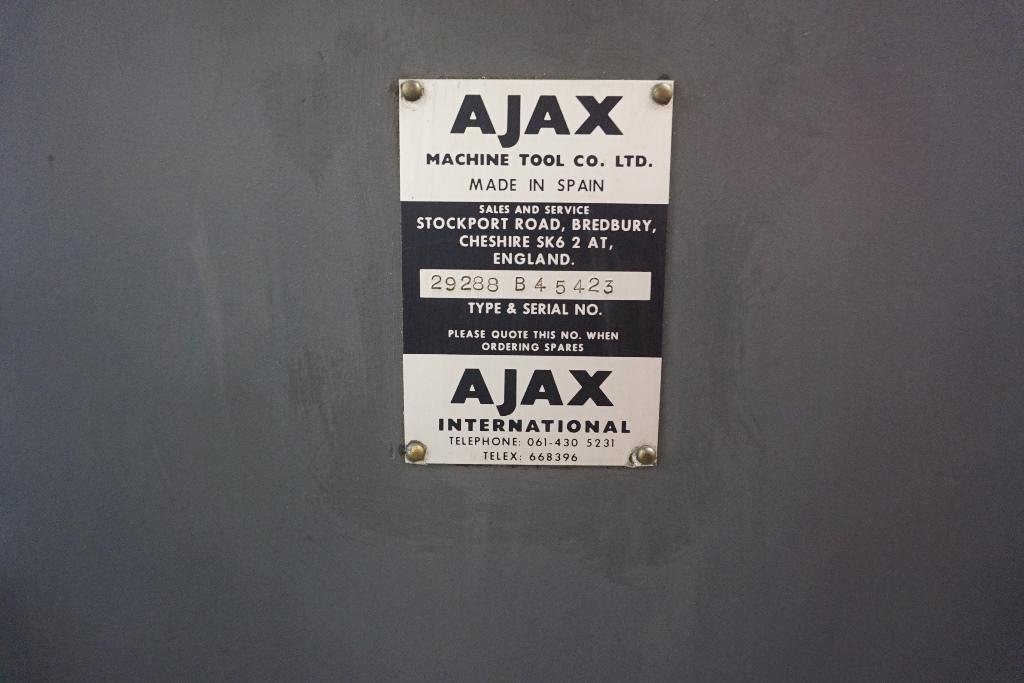 AJAX
MACHINE TOOL CO. LTD.
MADE IN SPAIN
SALES AND SERVICE
STOCKPORT ROAD, BREDBURY,
CHESHIRE SK6 2 AT,
ENGLAND.
29288 B45423
TYPE & SERIAL NO.
PLEASE QUOTE THIS NO. WHEN
ORDERING SPARES
AJAX
INTERNATIONAL
TELEPHONE: 061-430 5231
TELEX: 668396